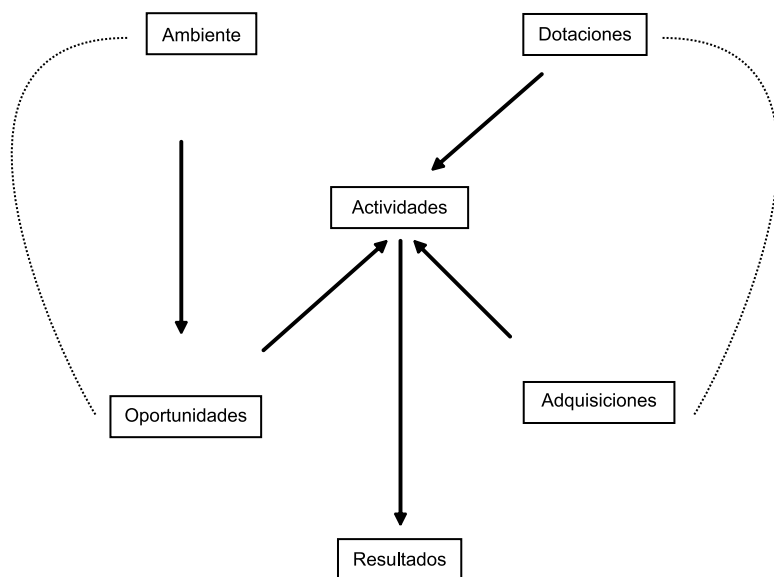 Ambiente
Dotaciones
Actividades
Oportunidades
Adquisiciones
Resultados